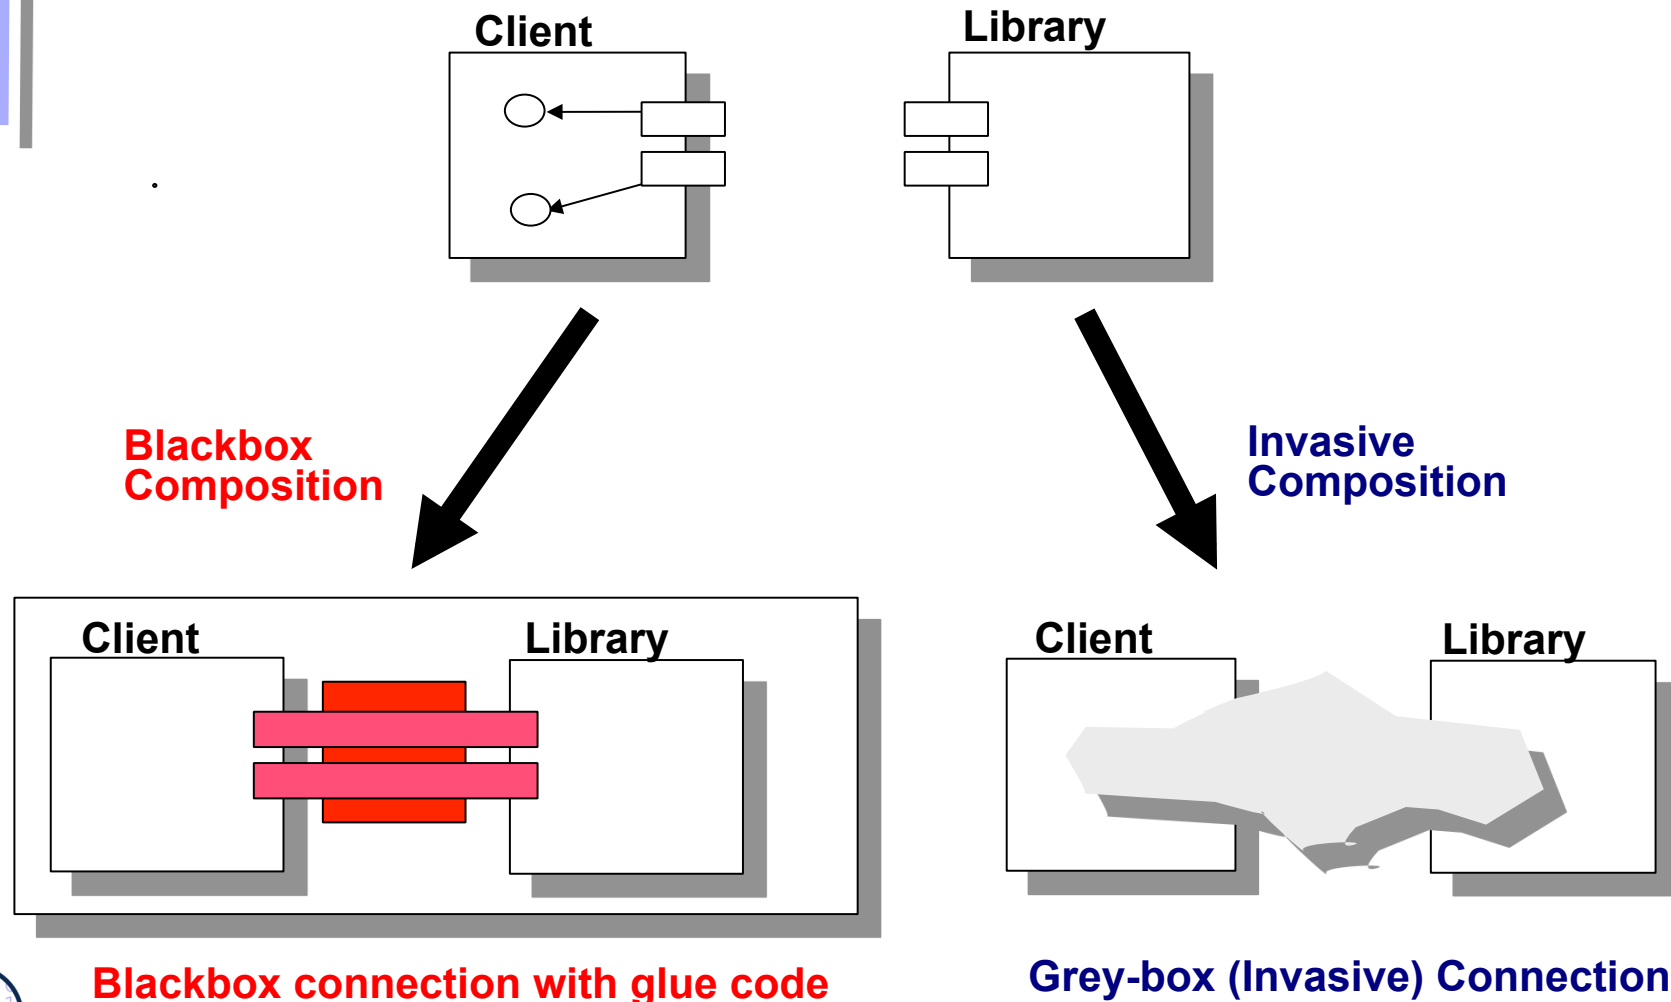 Client
Library
Blackbox
Composition
Invasive
Composition
Client
Library
Client
Library
Blackbox connection with glue code
Grey-box (Invasive) Connection